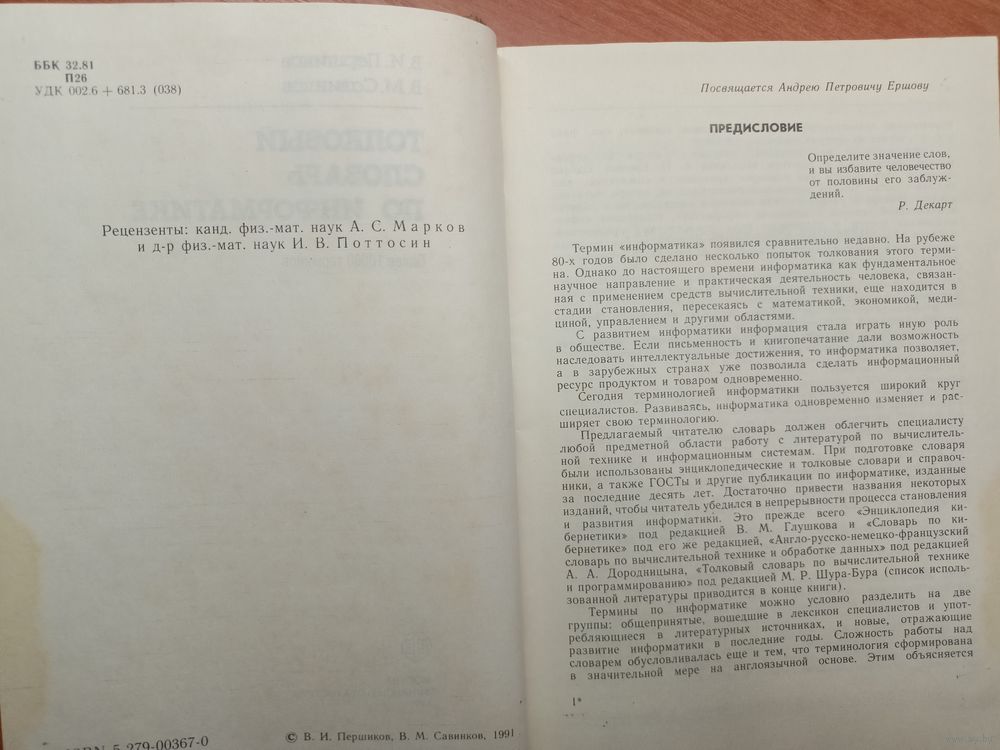 ББК 32.81
П26
УДК 002.6 + 681.3 (038)
Рецензенты: канд. физ.-мат. наук А. С. Марков
и д-р физ.-мат. наук И. В. Поттосин
ISBN 5-279-00367-0
© В. И. Першиков, В. М. Савинков, 1991
Посвящается Андрею Петровичу Ершову
ПРЕДИСЛОВИЕ
Определите значение слов,
и вы избавите человечество
от половины его заблуж-
дений.
Р. Декарт
Термин «информатика» появился сравнительно недавно. На рубеже
80-х годов было сделано несколько попыток толкования этого терми-
на. Однако до настоящего времени информатика как фундаментальное
научное направление и практическая деятельность человека, связан-
ная с применением средств вычислительной техники, еще находится в
стадии становления, пересекаясь с математикой, экономикой, меди-
циной, управлением и другими областями.
С развитием информатики информация стала играть иную роль
в обществе. Если письменность и книгопечатание дали возможность
наследовать интеллектуальные достижения, то информатика позволяет,
а в зарубежных странах уже позволила сделать информационный
ресурс продуктом и товаром одновременно.
Сегодня терминологией информатики пользуется широкий круг
специалистов. Развиваясь, информатика одновременно изменяет и рас-
ширяет свою терминологию.
Предлагаемый читателю словарь должен облегчить специалисту
любой предметной области работу с литературой по вычислитель-
ной технике и информационным системам. При подготовке словаря
были использованы энциклопедические и толковые словари и справоч-
ники, а также ГОСТы и другие публикации по информатике, изданные
за последние десять лет. Достаточно привести названия некоторых
изданий, чтобы читатель убедился в непрерывности процесса становления
и развития информатики. Это прежде всего «Энциклопедия ки-
бернетики» под редакцией В. М. Глушкова и «Словарь по ки-
бернетике» под его же редакцией, «Англо-русско-немецко-французский
словарь по вычислительной технике и обработке данных» под редакцией
А. А. Дородницына, «Толковый словарь по вычислительной технике
и программированию» под редакцией М. Р. Шура-Бура (список исполь-
зованной литературы приводится в конце книги).
Термины по информатике можно условно разделить на две
группы: общепринятые, вошедшие в лексикон специалистов и упот-
ребляющиеся в литературных источниках, и новые, отражающие
развитие информатики в последние годы. Сложность работы над
словарем обусловливалась еще и тем, что терминология сформирована
в значительной мере на англоязычной основе. Этим объясняется
1*